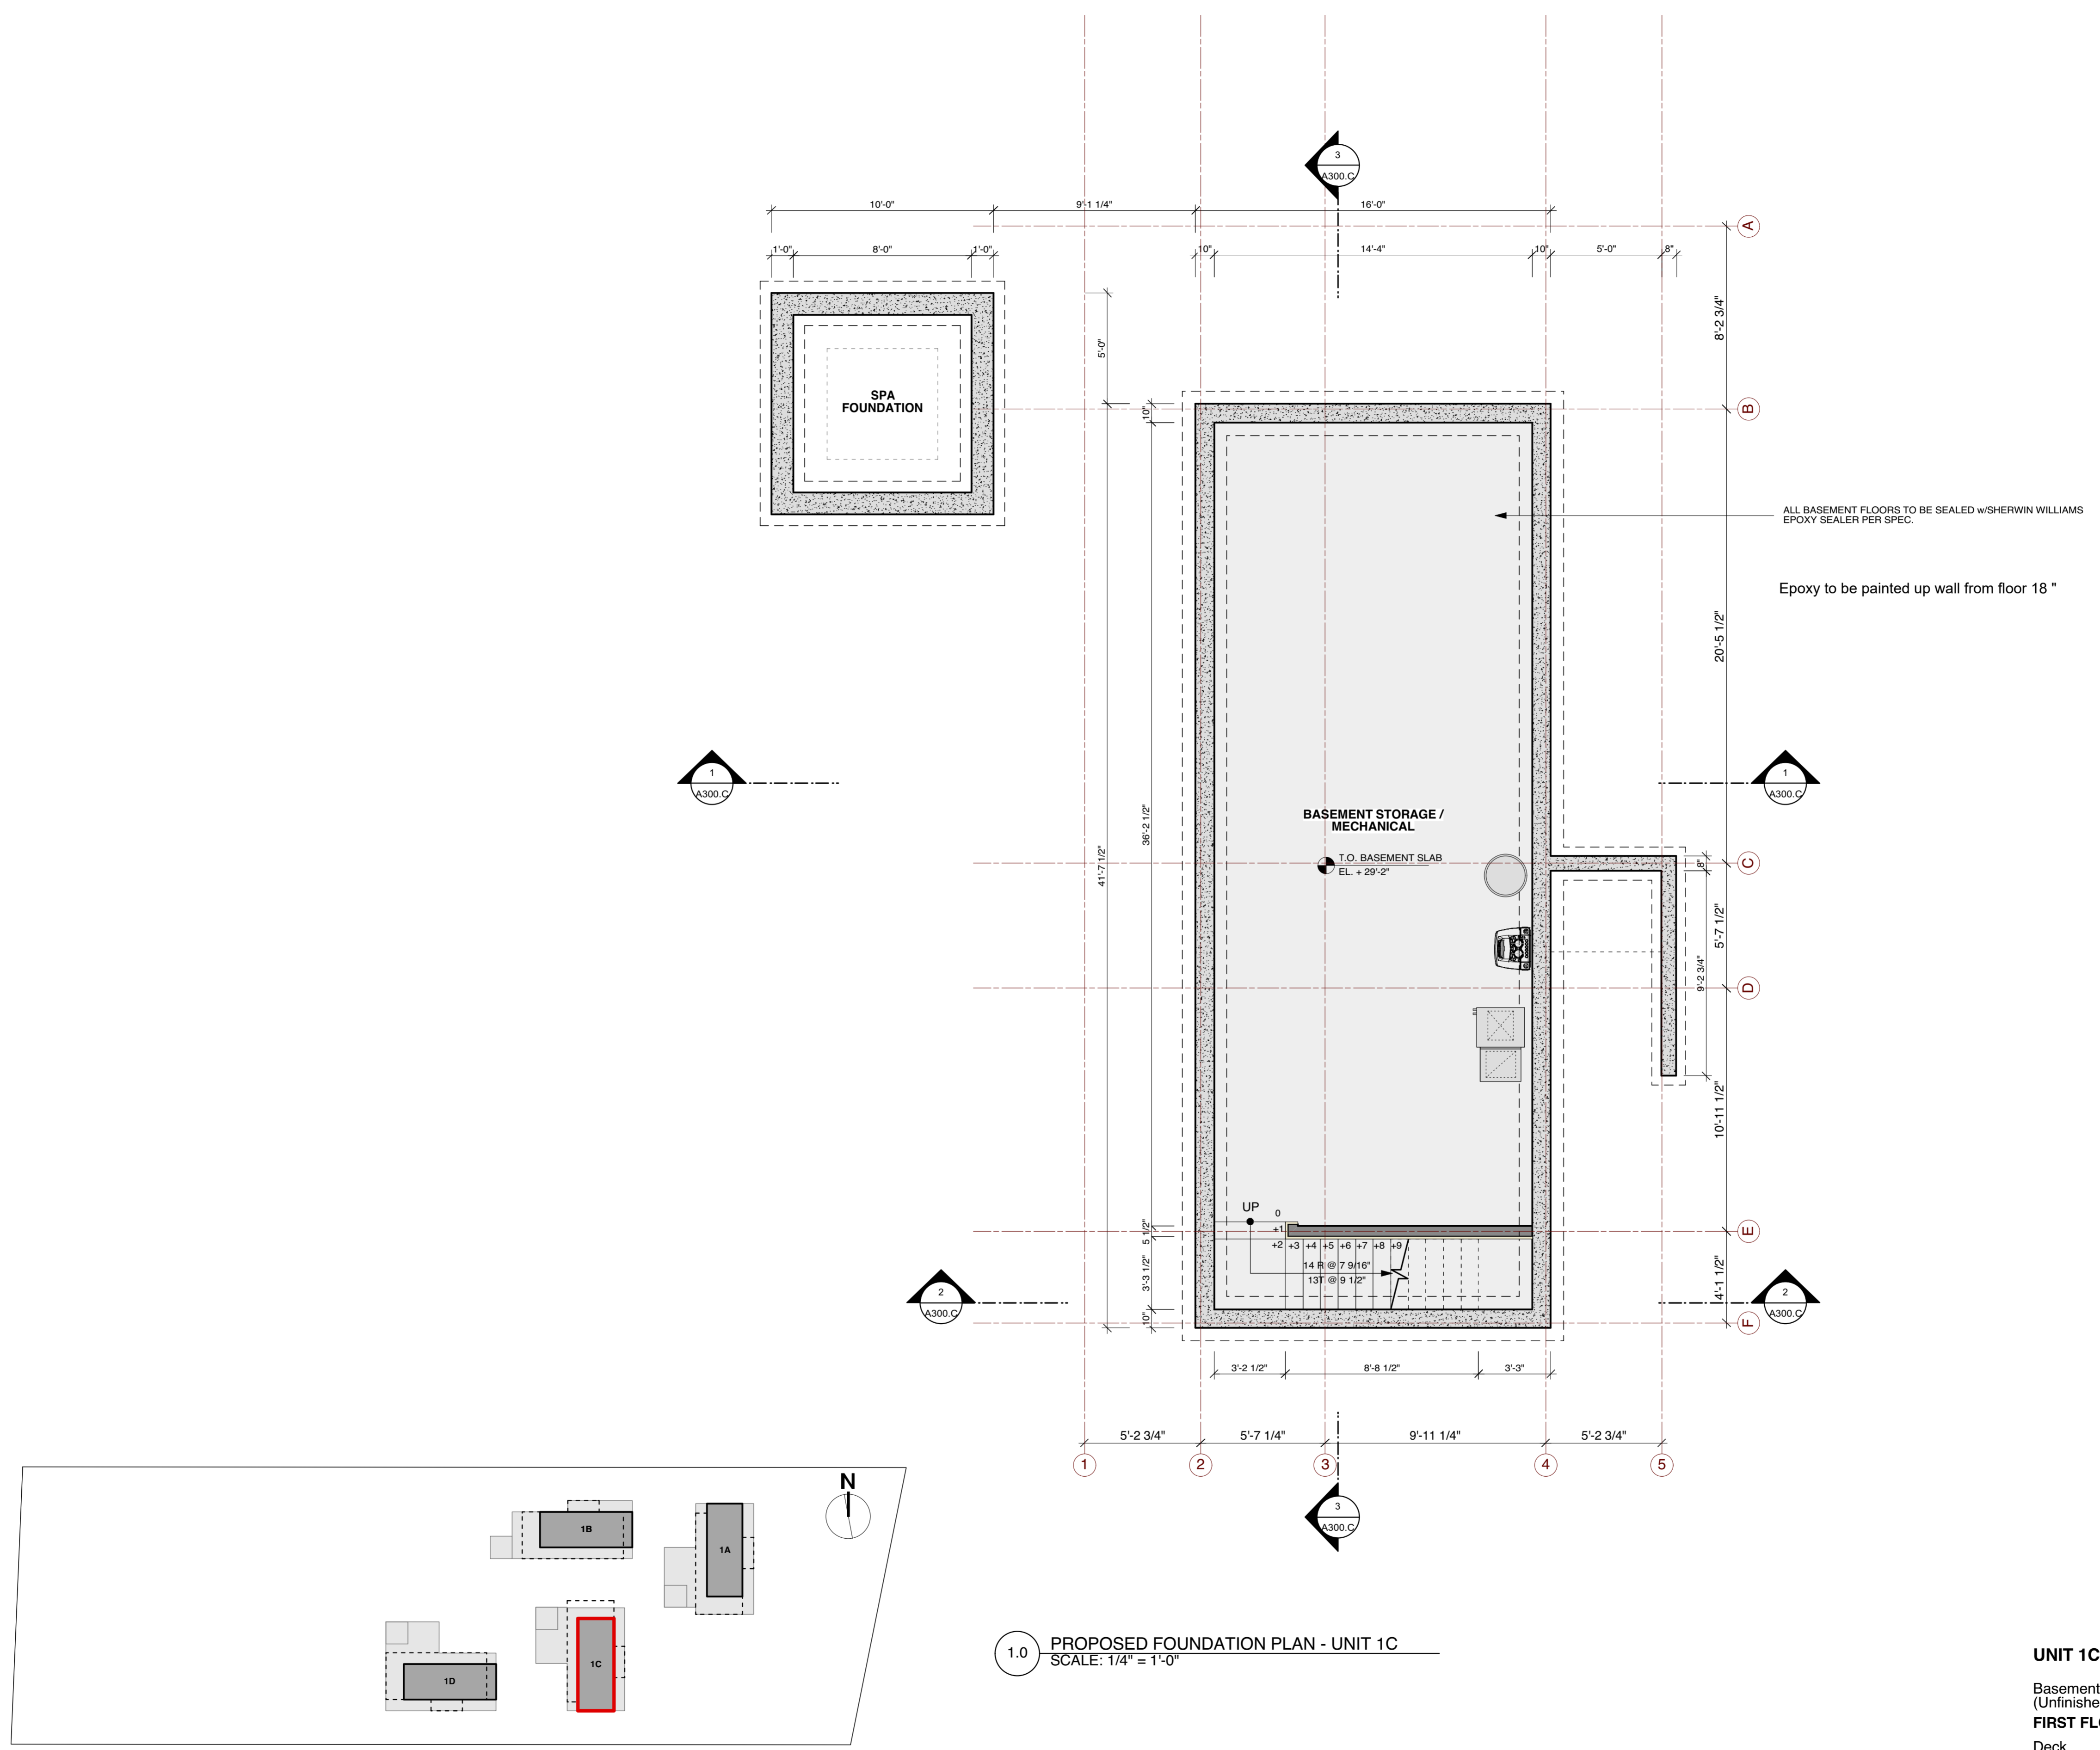 3
A300.C
10'-0"
9'-1 1/4"
16'-0"
A
1'-0"
8'-0"
1'-0"
10"
14'-4"
10"
5'-0"
8"
8'-2 3/4"
5'-0"
SPA
FOUNDATION
10"
B
ALL BASEMENT FLOORS TO BE SEALED w/SHERWIN WILLIAMS
EPOXY SEALER PER SPEC.
Epoxy to be painted up wall from floor 18 "
20'-5 1/2"
1
A300.C
1
A300.C
BASEMENT STORAGE /
MECHANICAL
36'-2 1/2"
41'-7 1/2"
T.O. BASEMENT SLAB
EL. + 29'-2"
8"
C
5'-7 1/2"
9'-2 3/4"
D
10'-11 1/2"
UP
0
+1
+2 +3 +4 +5 +6 +7 +8 +9
14 R @ 7 9/16"
13T @ 9 1/2"
5 1/2"
3'-3 1/2"
10"
E
4'-1 1/2"
F
2
A300.C
2
A300.C
3'-2 1/2"
8'-8 1/2"
3'-3"
5'-2 3/4"
5'-7 1/4"
9'-11 1/4"
5'-2 3/4"
1
2
3
4
5
3
A300.C
N
1B
1A
1C
1D
1.0
PROPOSED FOUNDATION PLAN - UNIT 1C
SCALE: 1/4" = 1'-0"
UNIT 1C
Basement
(Unfinishe
FIRST FL
Deck